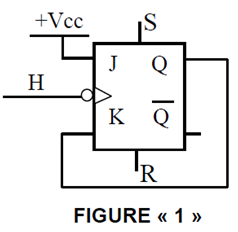 +Vcc
S
J Q
H
K Q̅
R
FIGURE « 1 »